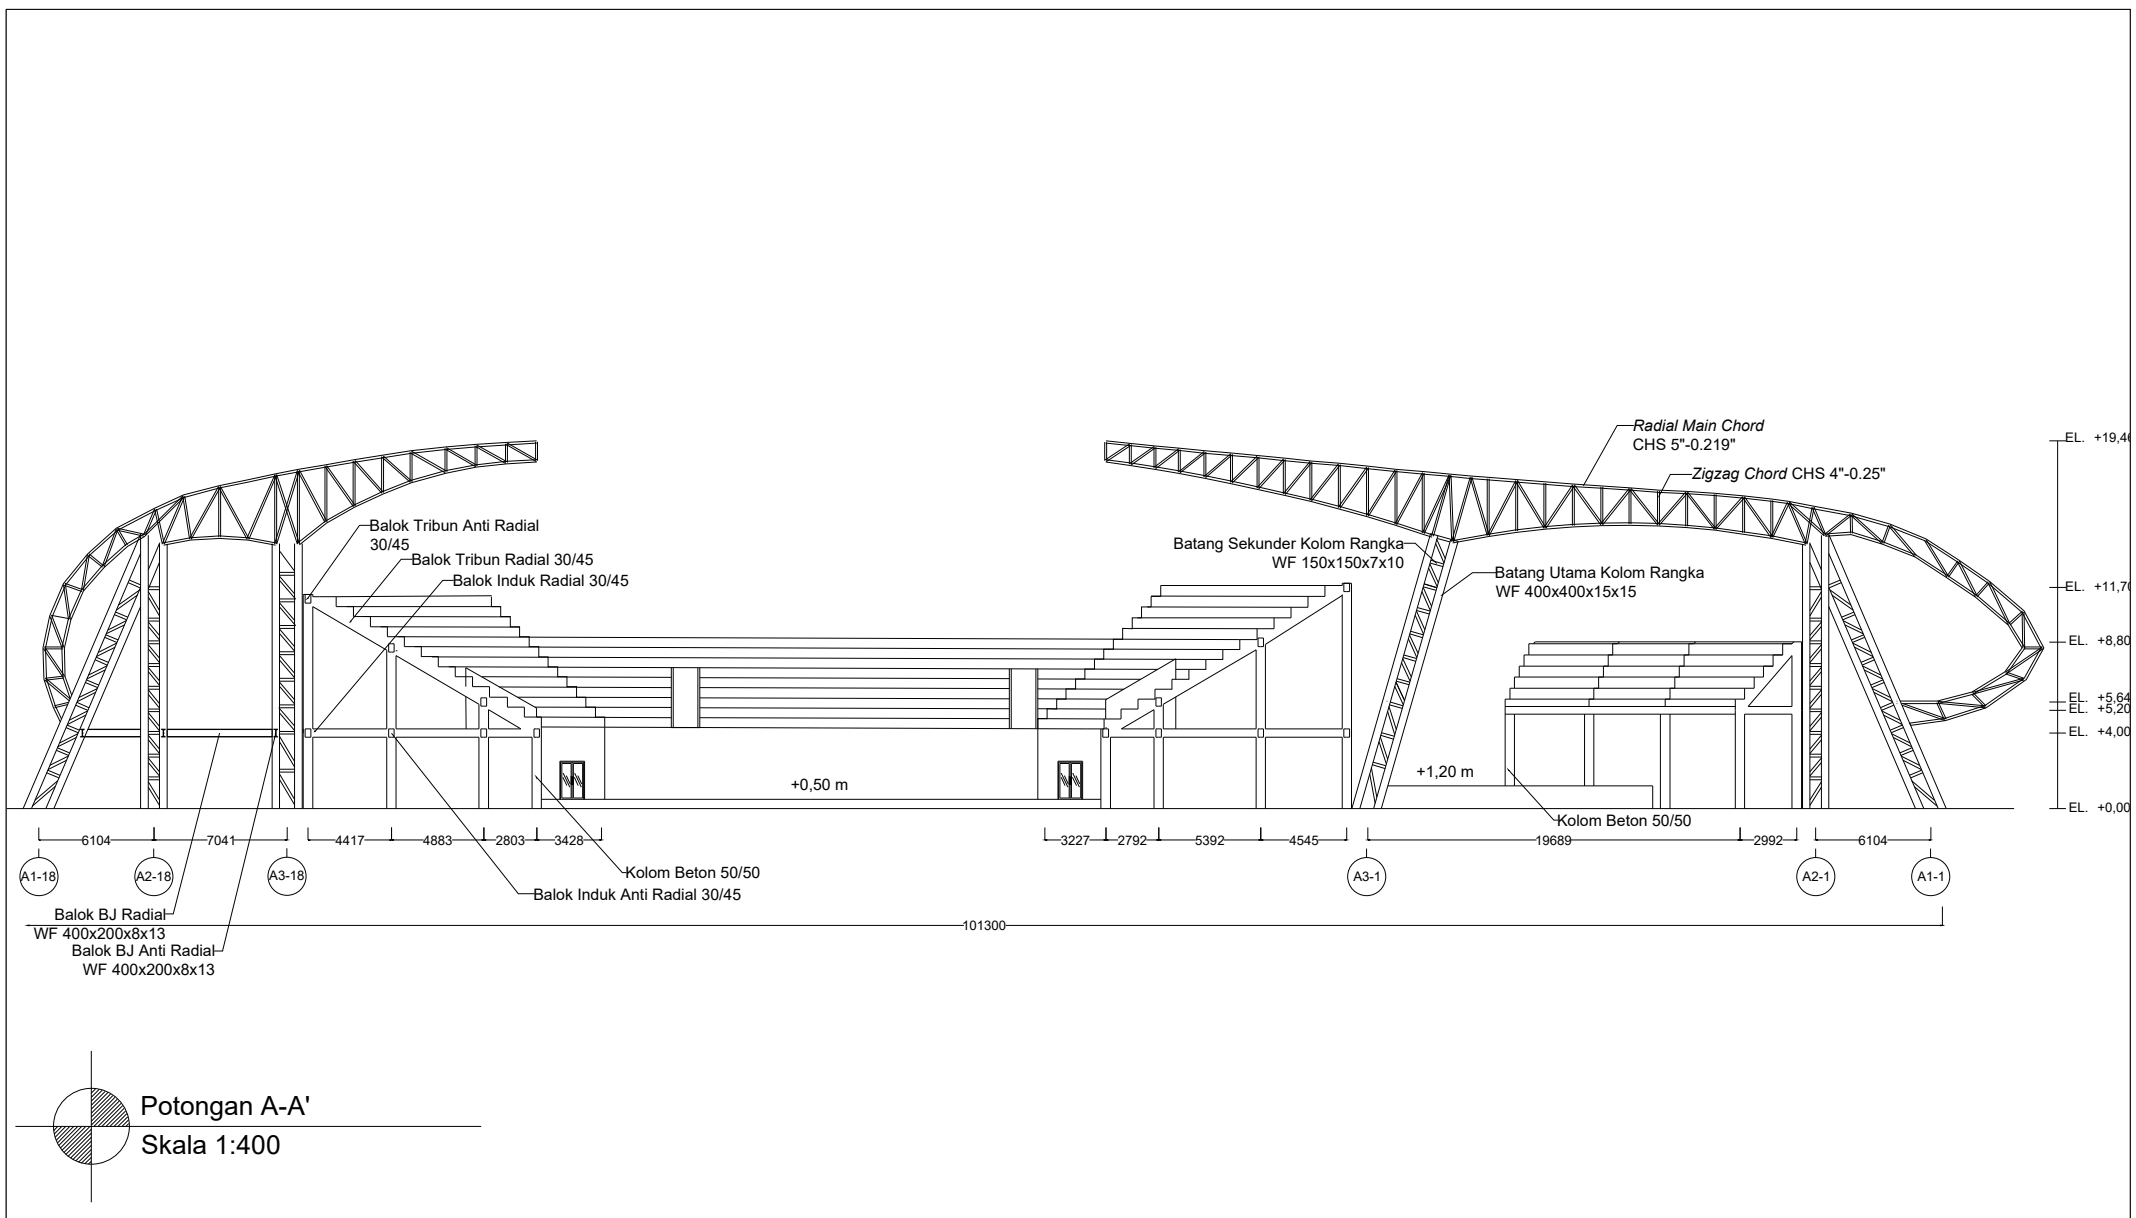 Radial Main Chord
CHS 5"-0.219"
EL. +19,46
Zigzag Chord CHS 4"-0.25"
Balok Tribun Anti Radial
30/45
Balok Tribun Radial 30/45
Balok Induk Radial 30/45
Batang Sekunder Kolom Rangka
WF 150x150x7x10
Batang Utama Kolom Rangka
WF 400x400x15x15
EL. +11,70
EL. +8,80
EL. +5,64
EL. +5,20
EL. +4,00
+0,50 m
+1,20 m
EL. +0,00
Kolom Beton 50/50
6104 7041 4417 4883 2803 3428 3227 2792 5392 4545 19689 2992 6104
A1-18 A2-18 A3-18 A3-1 A2-1 A1-1
Kolom Beton 50/50
Balok Induk Anti Radial 30/45
Balok BJ Radial
WF 400x200x8x13
101300
Balok BJ Anti Radial
WF 400x200x8x13
Potongan A-A'
Skala 1:400